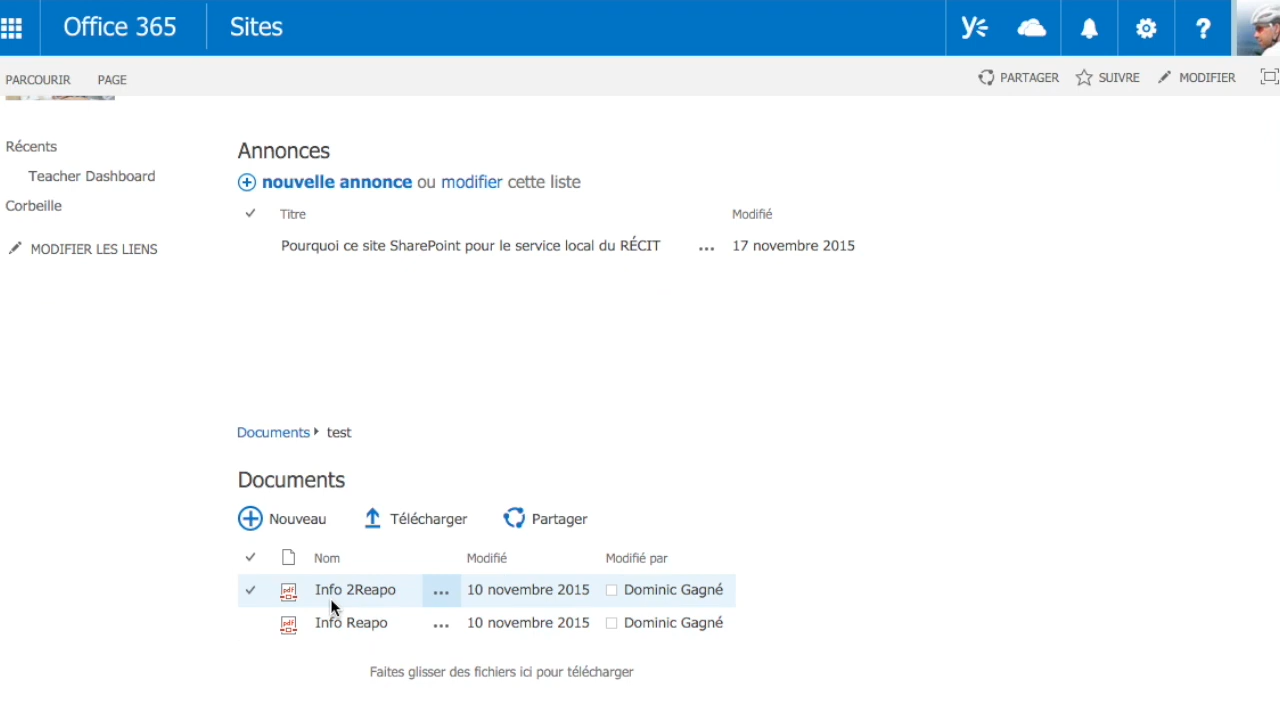 Office 365 Sites
PARCOURIR PAGE PARTAGER SUIVRE MODIFIER
Récents
Teacher Dashboard
Corbeille
MODIFIER LES LIENS
Annonces
nouvelle annonce ou modifier cette liste
Titre Modifié
Pourquoi ce site SharePoint pour le service local du RÉCIT ... 17 novembre 2015
Documents test
Documents
Nouveau Télécharger Partager
Nom Modifié Modifié par
pdf Info 2Reapo ... 10 novembre 2015 Dominic Gagné
pdf Info Reapo ... 10 novembre 2015 Dominic Gagné
Faites glisser des fichiers ici pour télécharger